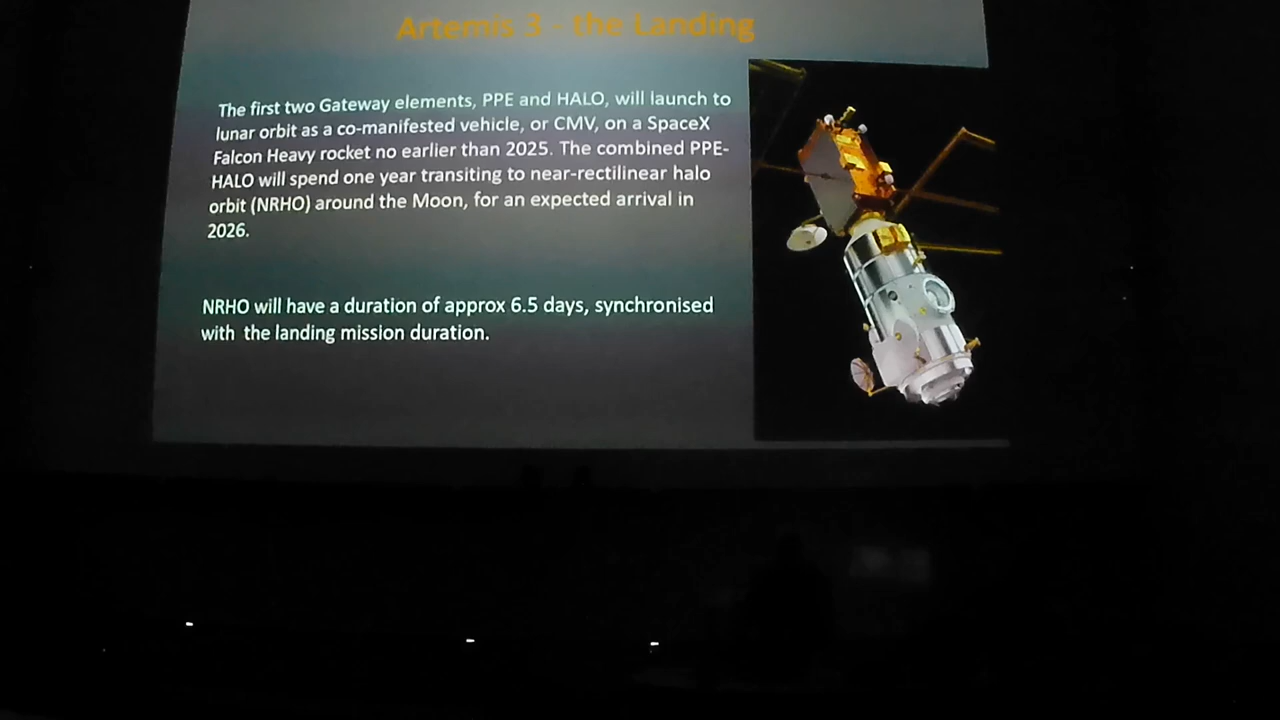 Artemis 3 - the Landing
The first two Gateway elements, PPE and HALO, will launch to
lunar orbit as a co-manifested vehicle, or CMV, on a SpaceX
Falcon Heavy rocket no earlier than 2025. The combined PPE-
HALO will spend one year transiting to near-rectilinear halo
orbit (NRHO) around the Moon, for an expected arrival in
2026.
NRHO will have a duration of approx 6.5 days, synchronised
with the landing mission duration.